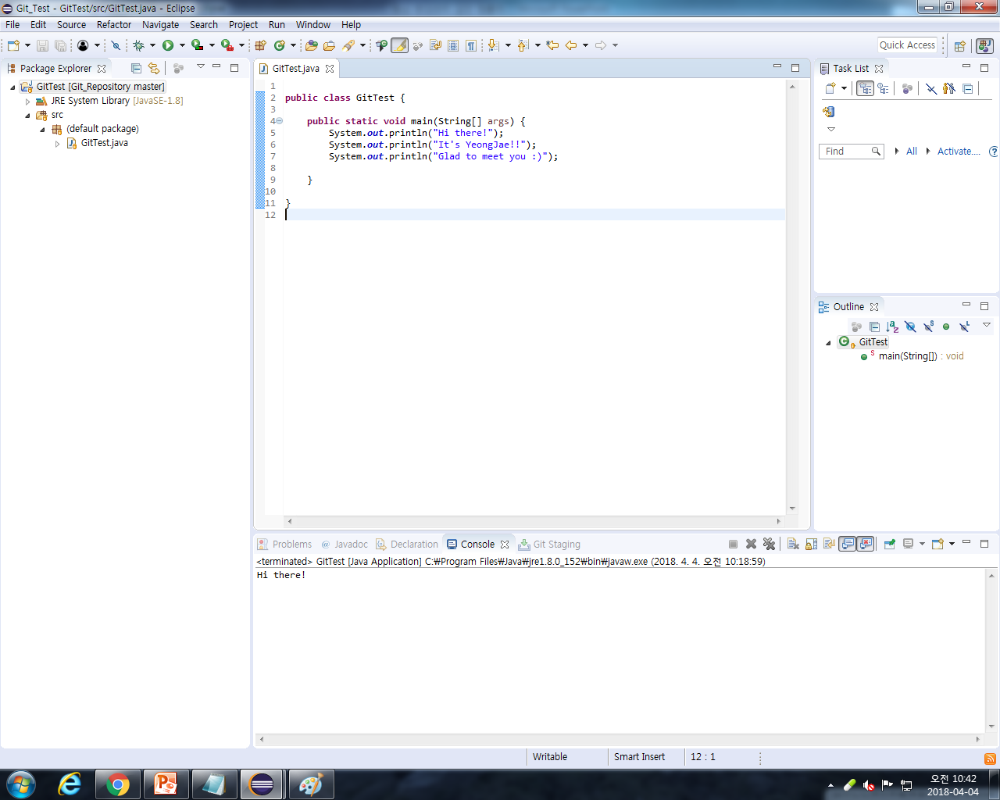 Git_Test - GitTest/src/GitTest.java - Eclipse
File Edit Source Refactor Navigate Search Project Run Window Help
Quick Access
Package Explorer
GitTest [Git_Repository master]
JRE System Library [JavaSE-1.8]
src
(default package)
GitTest.java
GitTest.java
1
2 public class GitTest {
3
4 public static void main(String[] args) {
5 System.out.println("Hi there!");
6 System.out.println("It's YeongJae!!");
7 System.out.println("Glad to meet you :)");
8
9 }
10
11 }
12
Task List
Find All Activate....
Outline
GitTest
main(String[]) : void
Problems Javadoc Declaration Console Git Staging
<terminated> GitTest [Java Application] C:₩Program Files₩Java₩jre1.8.0_152₩bin₩javaw.exe (2018. 4. 4. 오전 10:18:59)
Hi there!
Writable Smart Insert 12 : 1
오전 10:42
2018-04-04